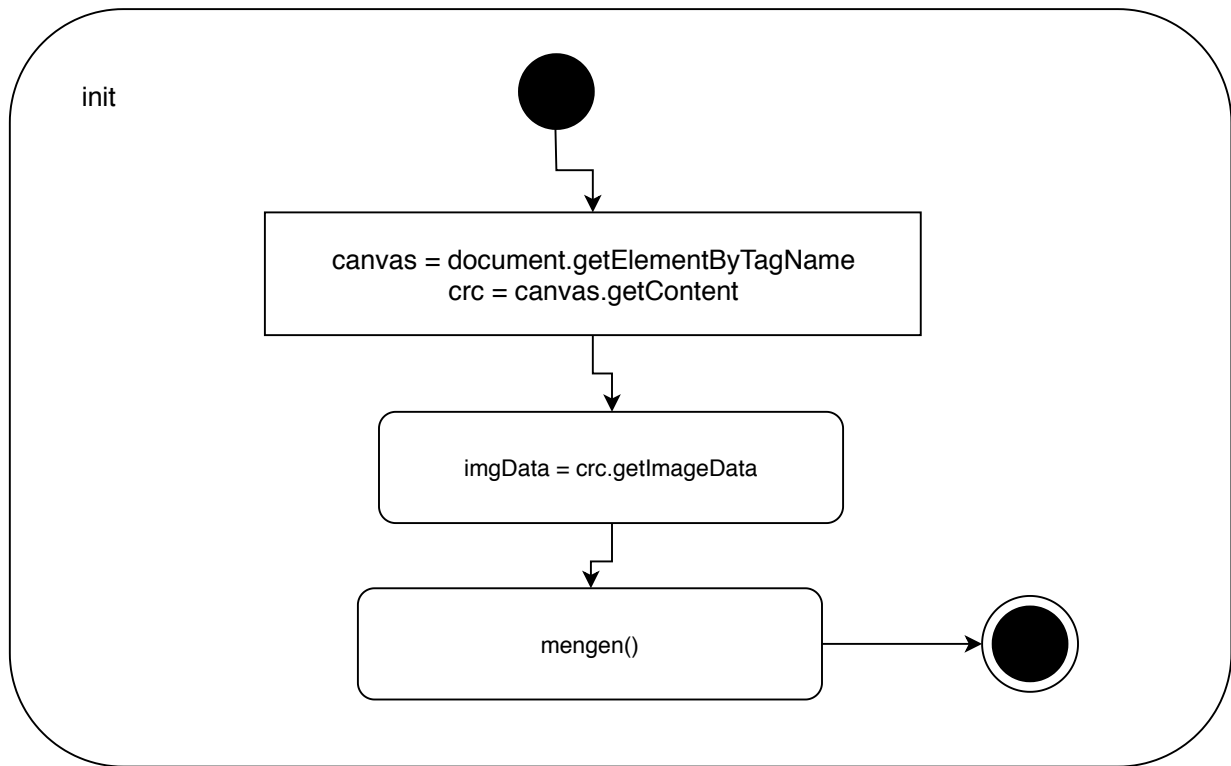 init
canvas = document.getElementByTagName
crc = canvas.getContent
imgData = crc.getImageData
mengen()